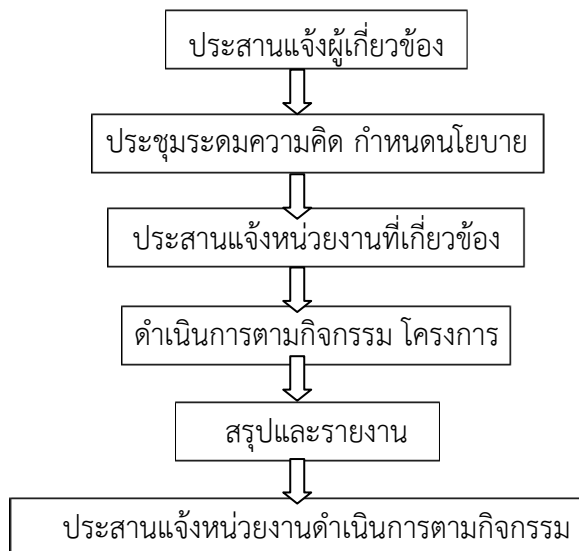 ประสานแจ้งผู้เกี่ยวข้อง
ประชุมระดมความคิด กำหนดนโยบาย
ประสานแจ้งหน่วยงานที่เกี่ยวข้อง
ดำเนินการตามกิจกรรม โครงการ
สรุปและรายงาน
ประสานแจ้งหน่วยงานดำเนินการตามกิจกรรม